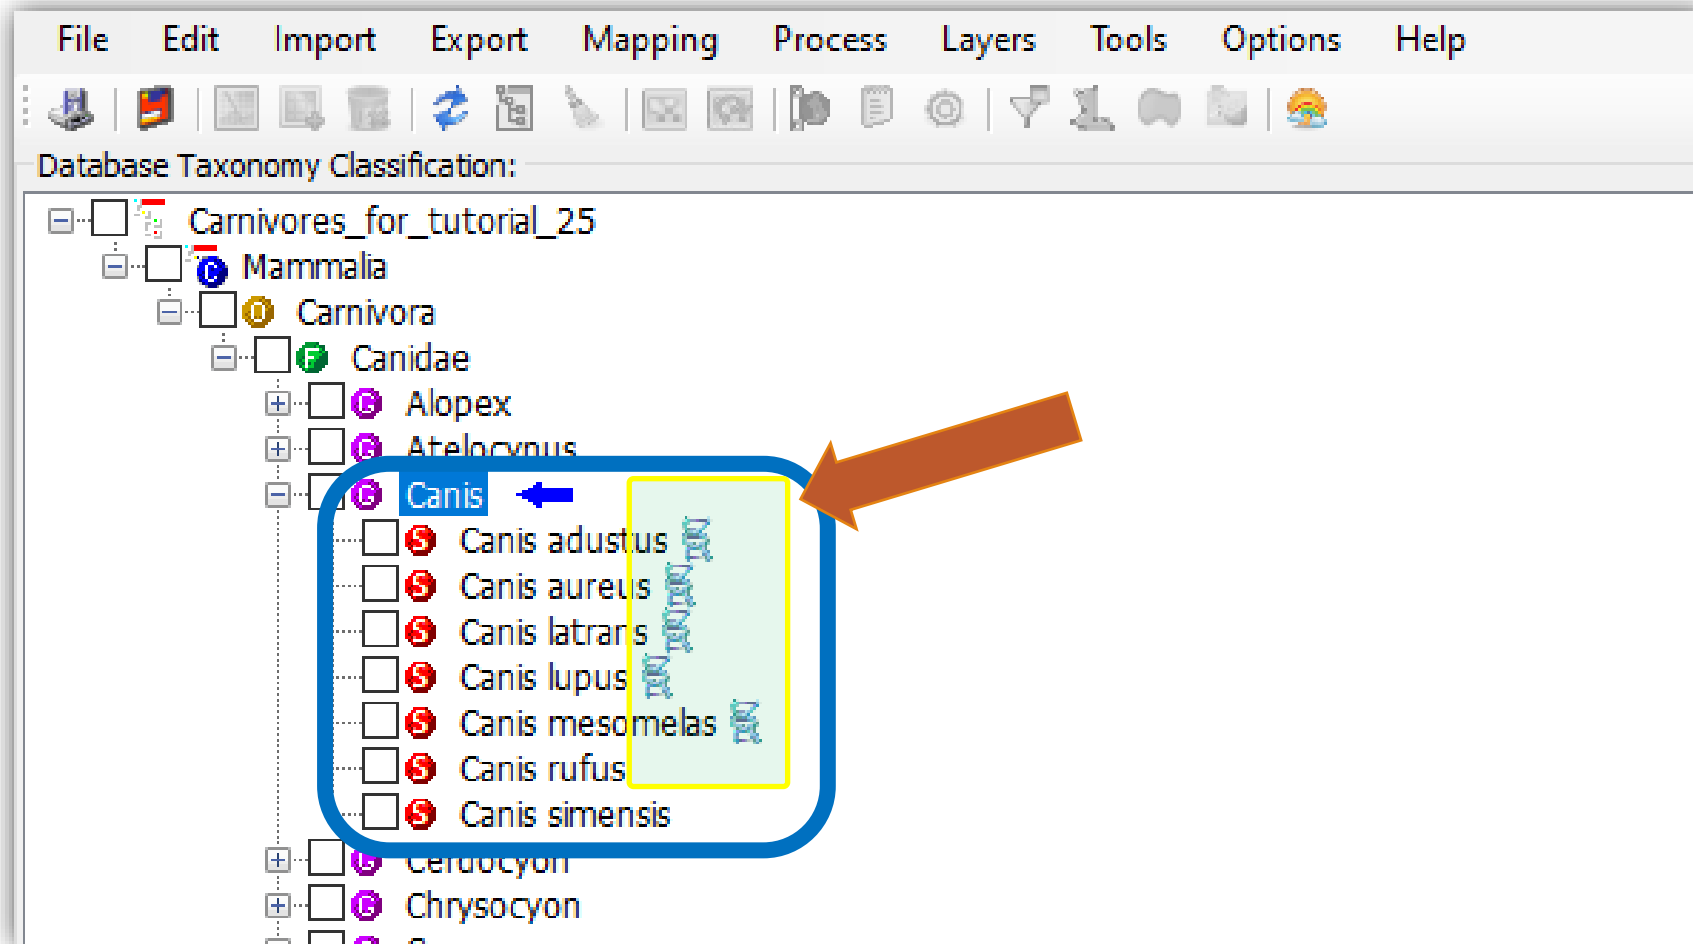 File Edit Import Export Mapping Process Layers Tools Options Help
Database Taxonomy Classification:
Carnivores_for_tutorial_25
C Mammalia
O Carnivora
F Canidae
G Alopex
G Atelocynus
G Canis
S Canis adustus
S Canis aureus
S Canis latrans
S Canis lupus
S Canis mesomelas
S Canis rufus
S Canis simensis
G Cerdocyon
G Chrysocyon